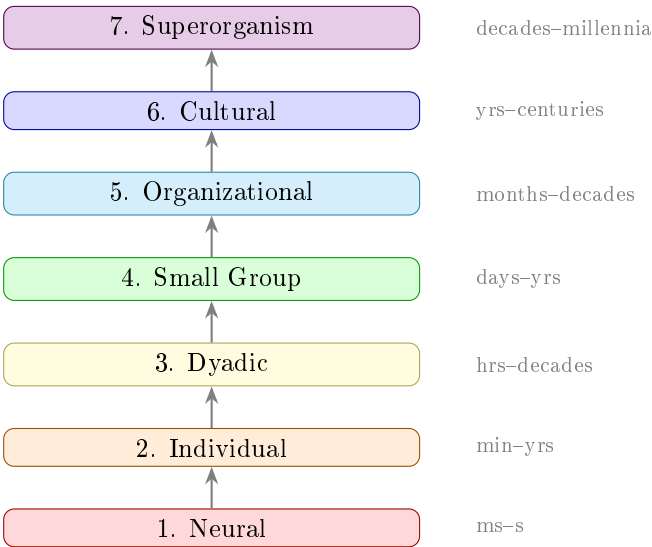 7. Superorganism decades–millennia
6. Cultural yrs–centuries
5. Organizational months–decades
4. Small Group days–yrs
3. Dyadic hrs–decades
2. Individual min–yrs
1. Neural ms–s